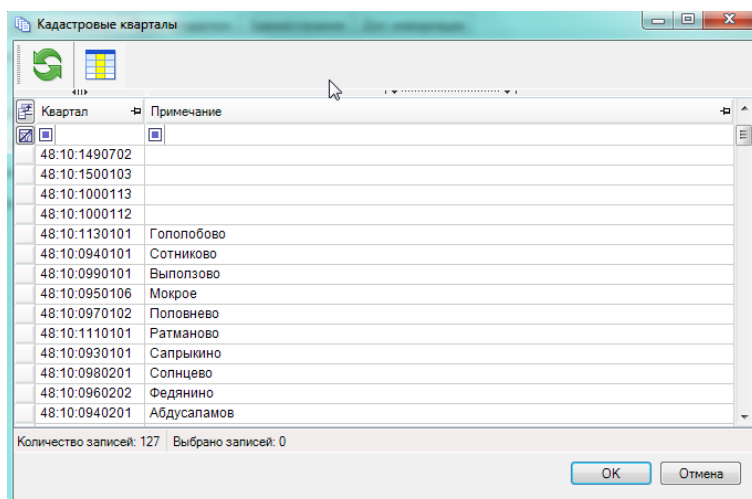 Кадастровые кварталы
Квартал Примечание
48:10:1490702
48:10:1500103
48:10:1000113
48:10:1000112
48:10:1130101 Гололобово
48:10:0940101 Сотниково
48:10:0990101 Выползово
48:10:0950106 Мокрое
48:10:0970102 Половнево
48:10:1110101 Ратманово
48:10:0930101 Сапрыкино
48:10:0980201 Солнцево
48:10:0960202 Федянино
48:10:0940201 Абдусаламов
Количество записей: 127 Выбрано записей: 0
OK Отмена